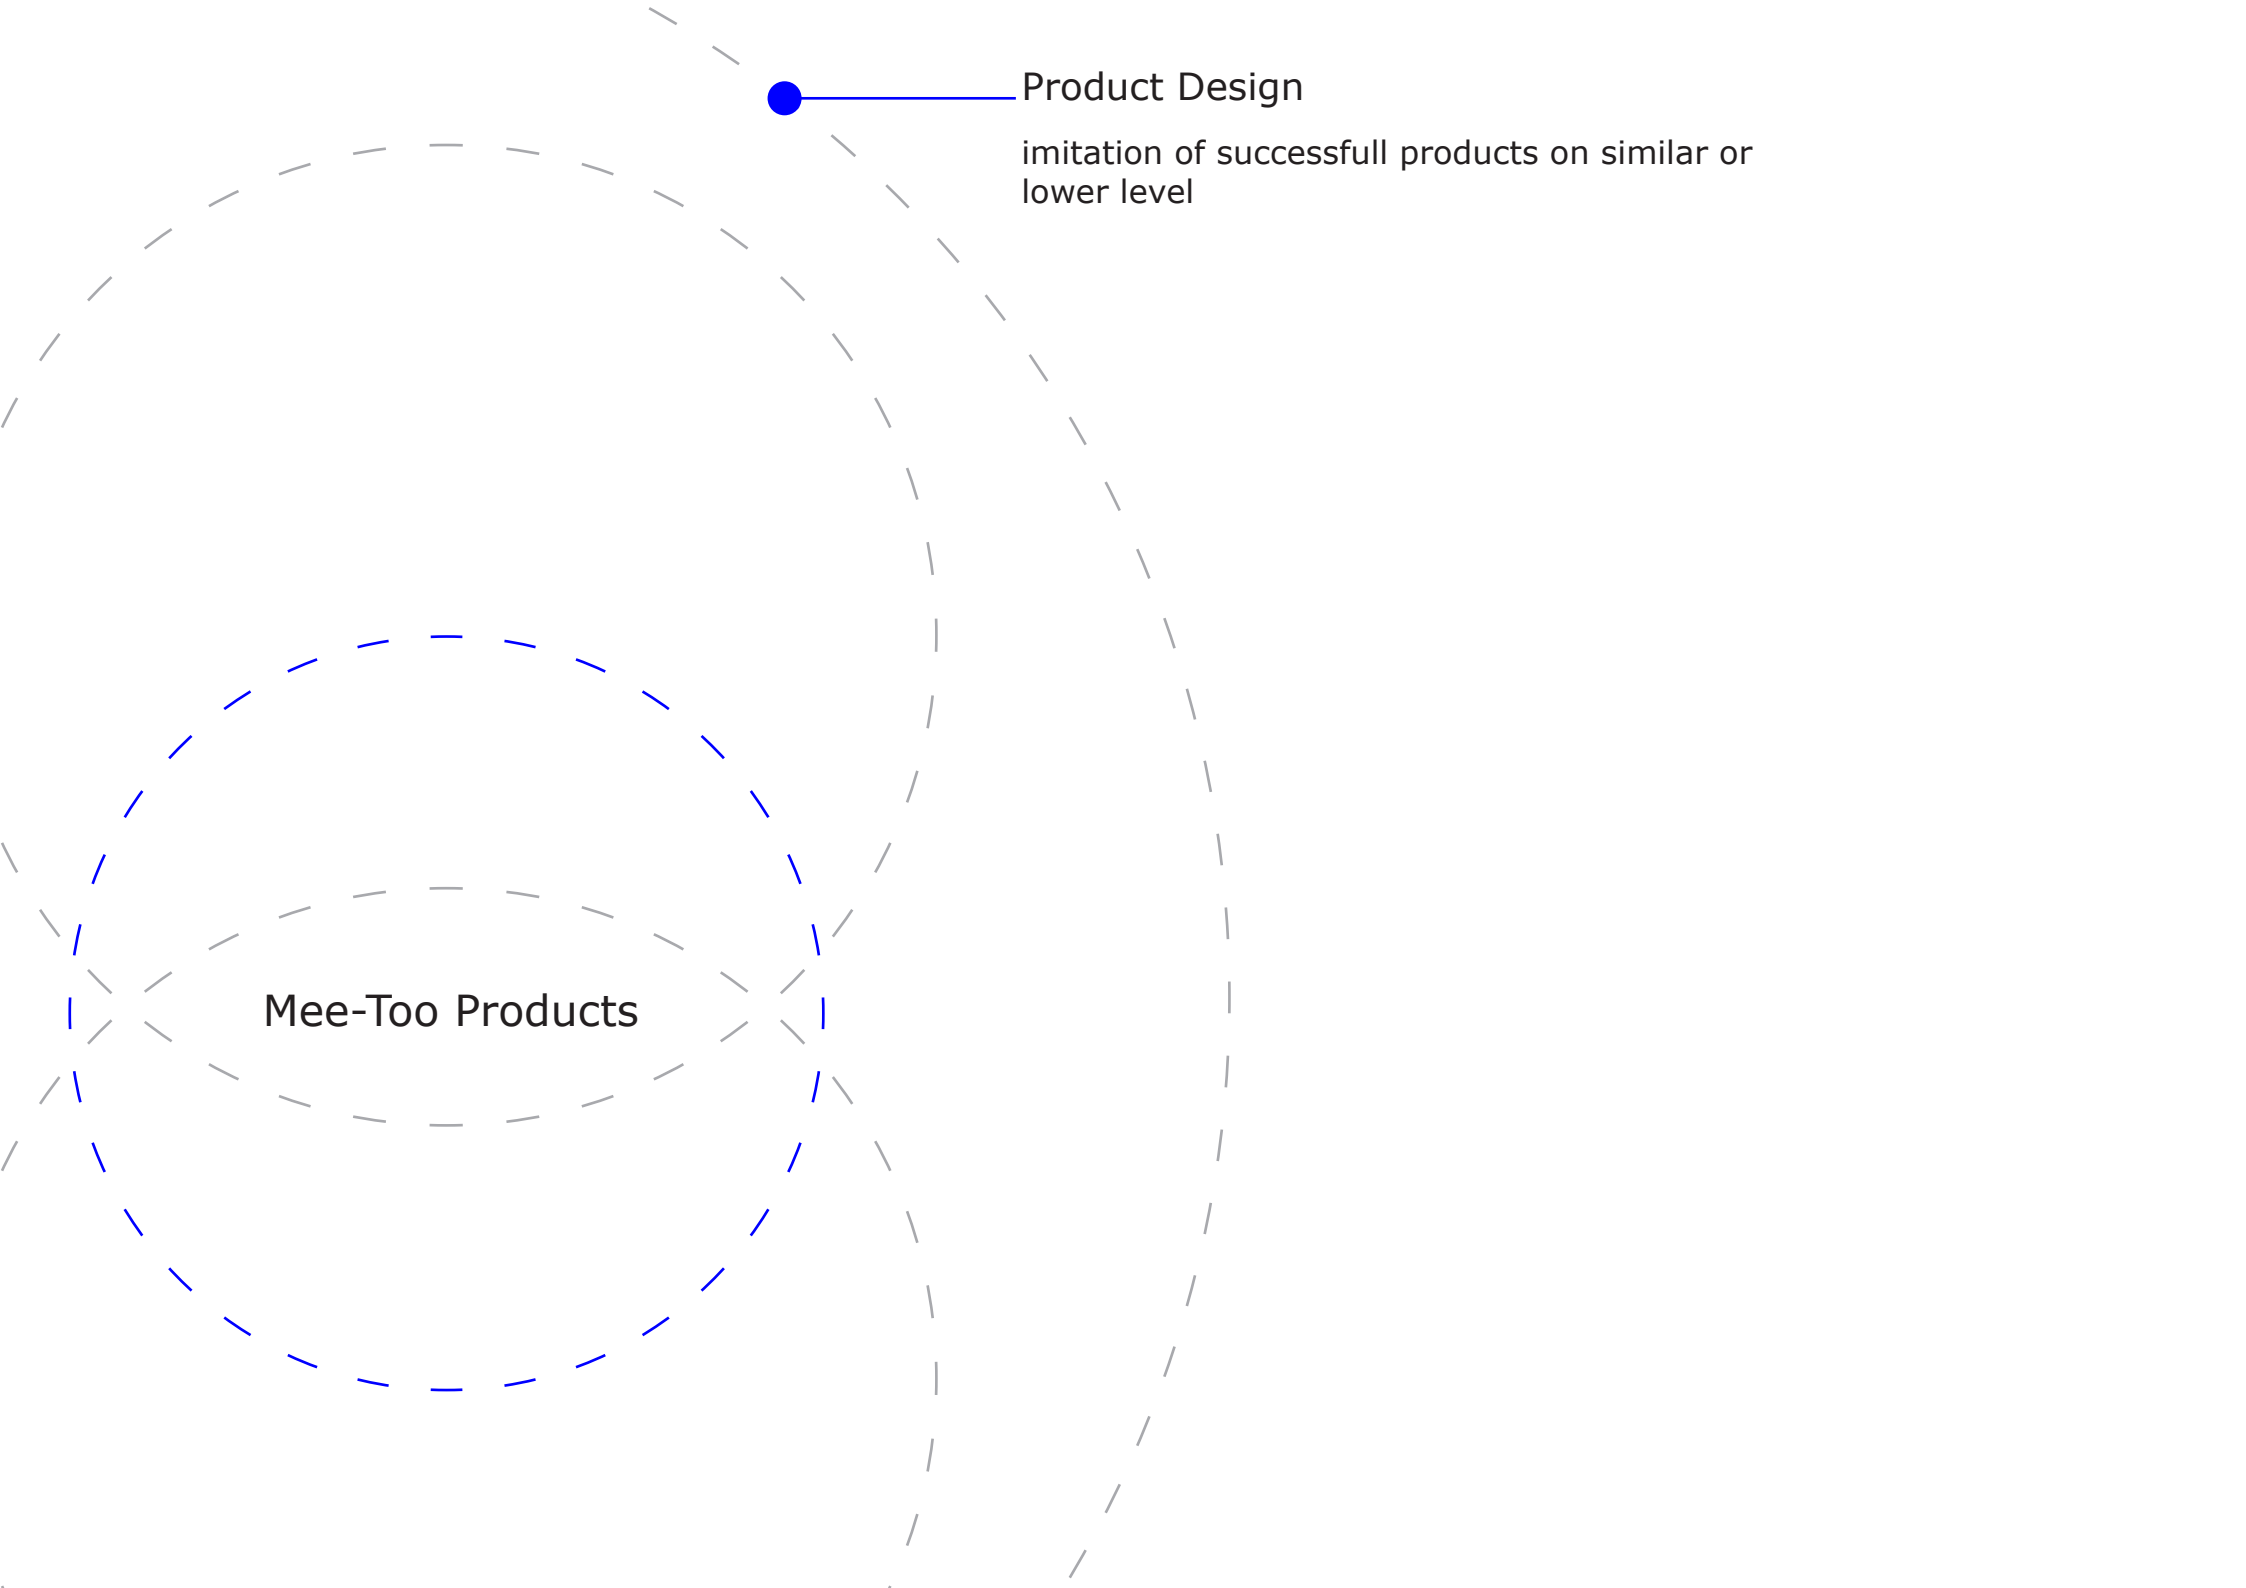 Product Design
imitation of successfull products on similar or
lower level
Mee-Too Products